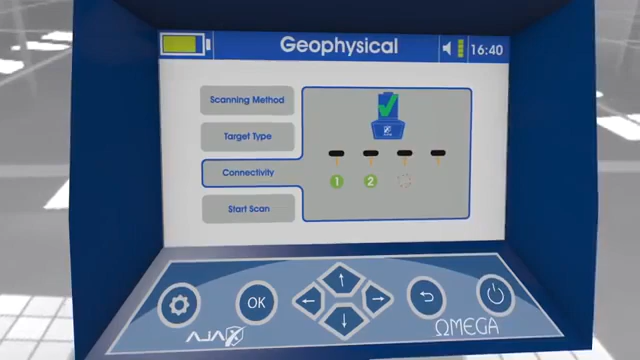 Geophysical
16:40
Scanning Method
Target Type
Connectivity
Start Scan
1
2
OK
AJAX
ΩMEGA